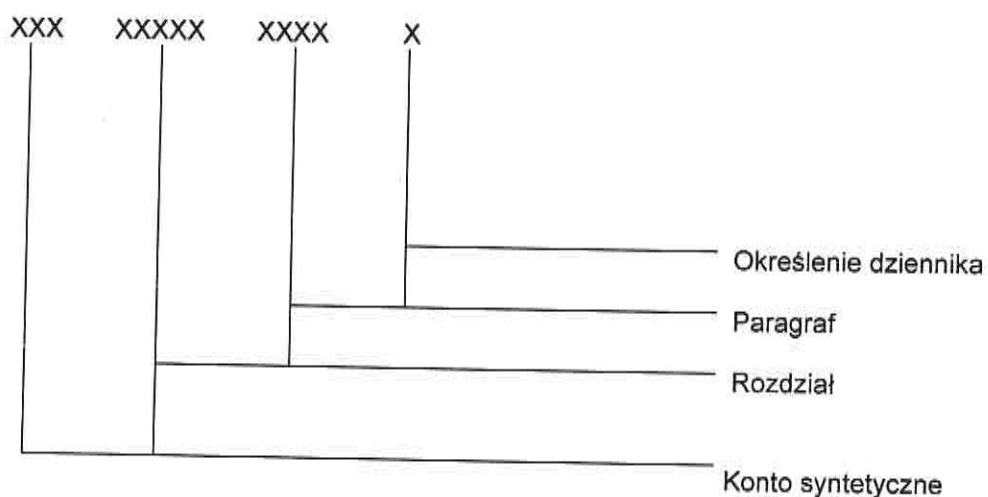 XXX XXXXX XXXX X
Określenie dziennika
Paragraf
Rozdział
Konto syntetyczne